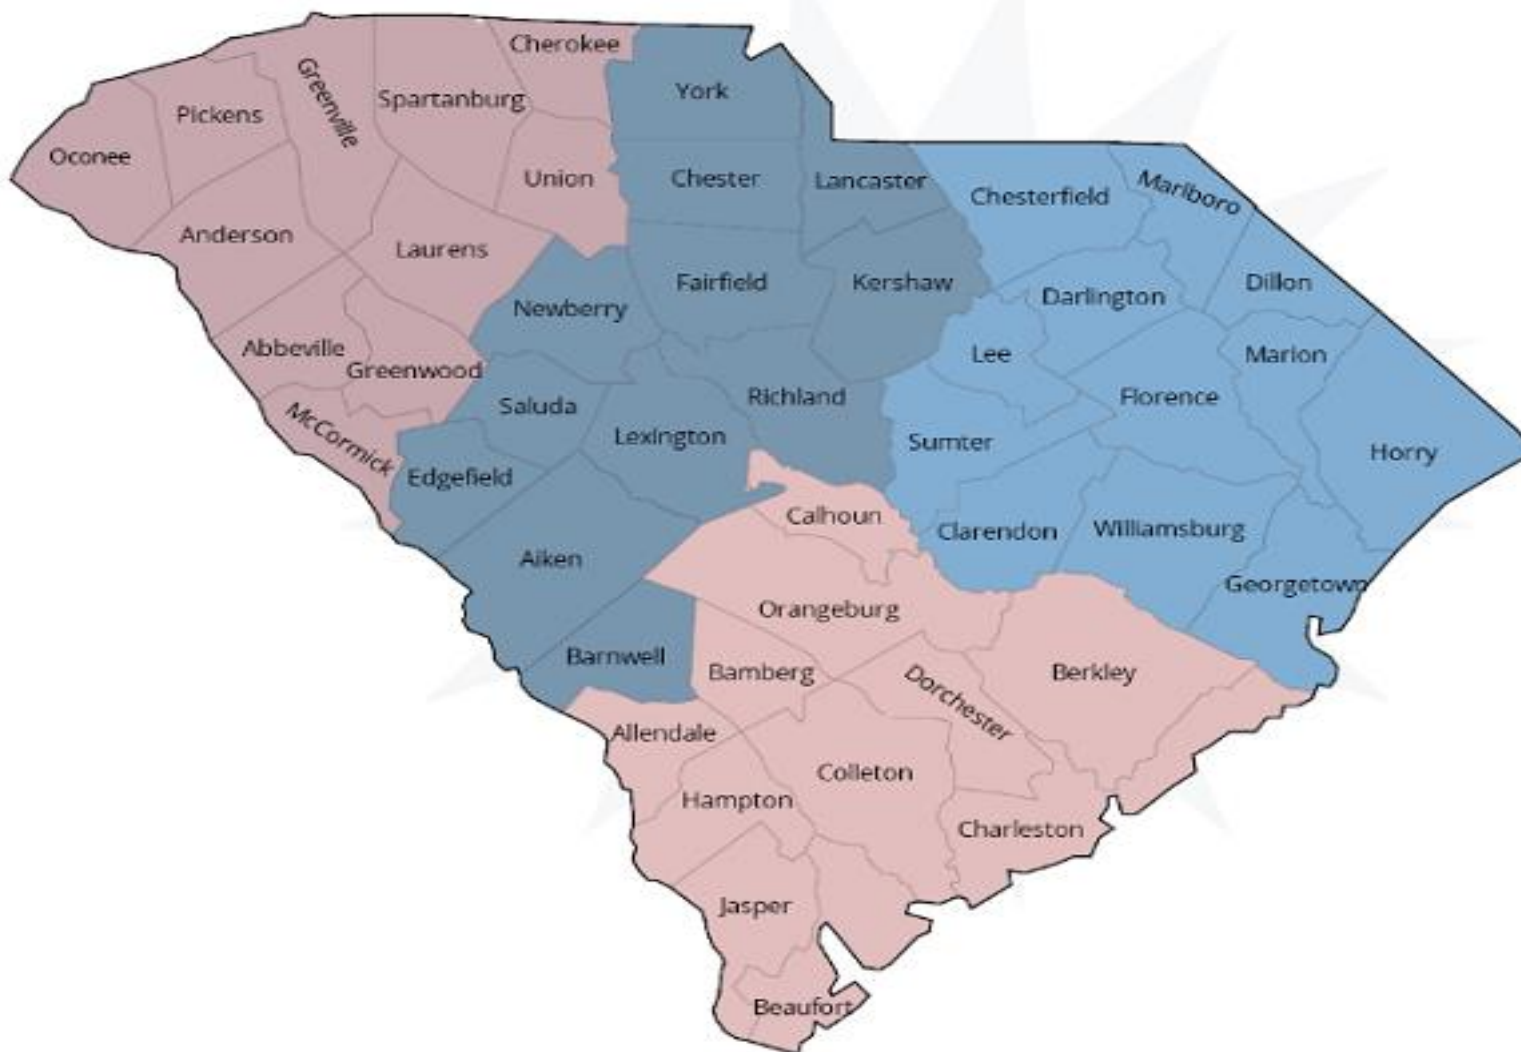 Cherokee
York
Greenville
Spartanburg
Pickens
Oconee
Union
Chester
Lancaster
Chesterfield
Marlboro
Anderson
Laurens
Fairfield
Kershaw
Darlington
Dillon
Newberry
Abbeville
Greenwood
Lee
Marion
Saluda
Richland
Florence
McCormick
Lexington
Sumter
Horry
Edgefield
Calhoun
Clarendon
Williamsburg
Aiken
Georgetown
Orangeburg
Barnwell
Bamberg
Dorchester
Berkley
Allendale
Colleton
Hampton
Charleston
Jasper
Beaufort